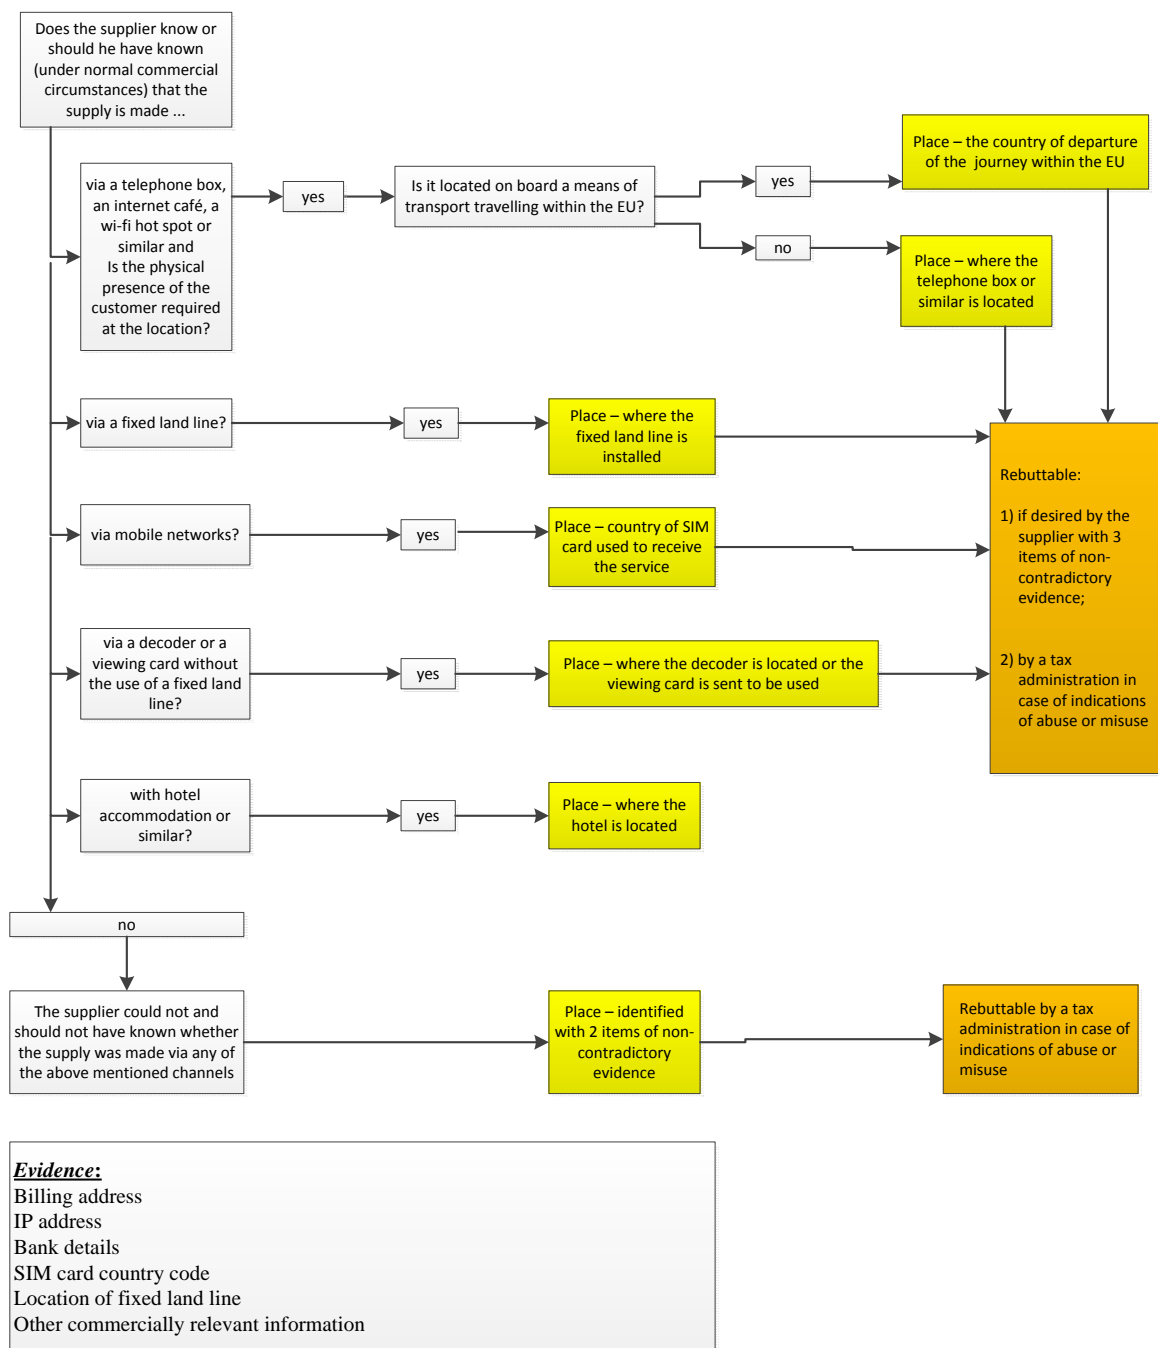 Does the supplier know or
should he have known
(under normal commercial
circumstances) that the
supply is made ...
via a telephone box,
an internet café, a
wi-fi hot spot or
similar and
Is the physical
presence of the
customer required
at the location?
yes
Is it located on board a means of
transport travelling within the EU?
yes
Place – the country of departure
of the journey within the EU
no
Place – where the
telephone box or
similar is located
via a fixed land line?
yes
Place – where the
fixed land line is
installed
via mobile networks?
yes
Place – country of SIM
card used to receive
the service
via a decoder or a
viewing card without
the use of a fixed land
line?
yes
Place – where the decoder is located or the
viewing card is sent to be used
Rebuttable:
1) if desired by the
supplier with 3
items of non-
contradictory
evidence;
2) by a tax
administration in
case of indications
of abuse or misuse
with hotel
accommodation or
similar?
yes
Place – where the
hotel is located
no
The supplier could not and
should not have known whether
the supply was made via any of
the above mentioned channels
Place – identified
with 2 items of non-
contradictory
evidence
Rebuttable by a tax
administration in case of
indications of abuse or
misuse
Evidence:
Billing address
IP address
Bank details
SIM card country code
Location of fixed land line
Other commercially relevant information